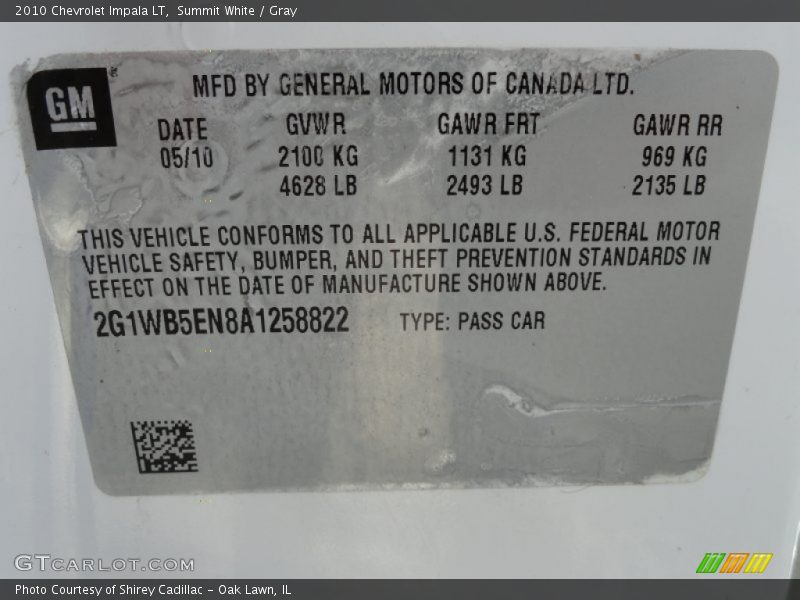 2010 Chevrolet Impala LT,  Summit White / Gray
GM ®
MFD BY GENERAL MOTORS OF CANADA LTD.
DATE GVWR GAWR FRT GAWR RR
05/10 2100 KG 1131 KG 969 KG
4628 LB 2493 LB 2135 LB
THIS VEHICLE CONFORMS TO ALL APPLICABLE U.S. FEDERAL MOTOR
VEHICLE SAFETY, BUMPER, AND THEFT PREVENTION STANDARDS IN
EFFECT ON THE DATE OF MANUFACTURE SHOWN ABOVE.
2G1WB5EN8A1258822 TYPE: PASS CAR
GTCARLOT.COM
Photo Courtesy of Shirey Cadillac - Oak Lawn, IL